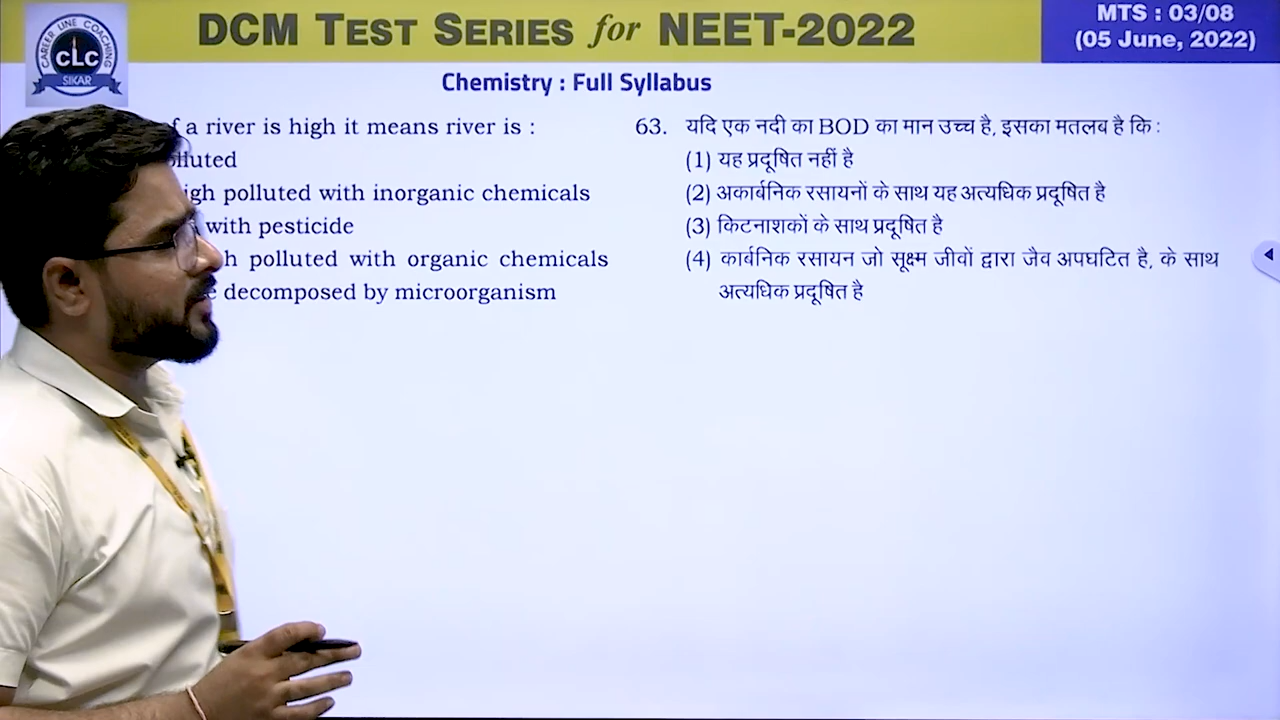 CAREER LINE COACHING
CLC
SIKAR
DCM TEST SERIES for NEET-2022
MTS : 03/08
(05 June, 2022)
Chemistry : Full Syllabus
of a river is high it means river is :
polluted
high polluted with inorganic chemicals
with pesticide
polluted with organic chemicals
decomposed by microorganism
63. यदि एक नदी का BOD का मान उच्च है, इसका मतलब है कि :
(1) यह प्रदूषित नहीं है
(2) अकार्बनिक रसायनों के साथ यह अत्यधिक प्रदूषित है
(3) किटनाशकों के साथ प्रदूषित है
(4) कार्बनिक रसायन जो सूक्ष्म जीवों द्वारा जैव अपघटित है, के साथ
अत्यधिक प्रदूषित है